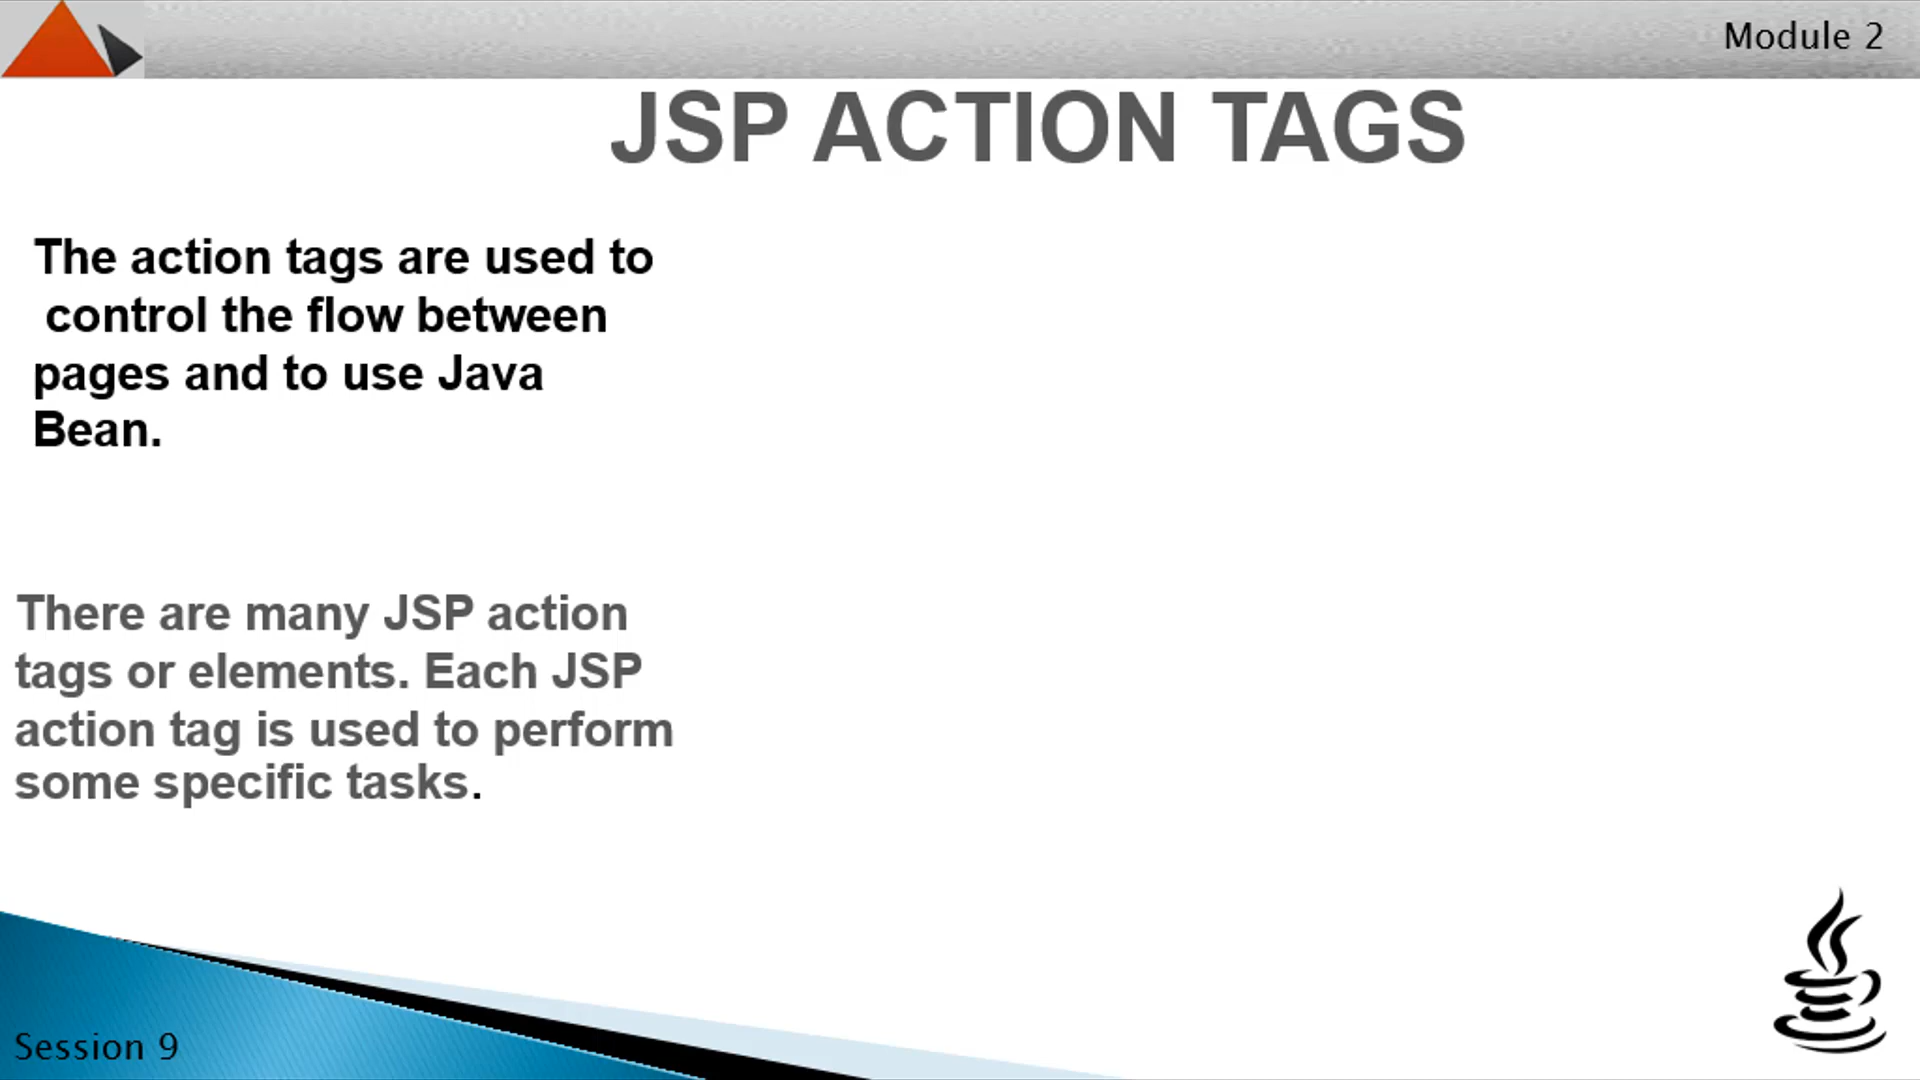 Module 2
JSP ACTION TAGS
The action tags are used to
control the flow between
pages and to use Java
Bean.
There are many JSP action
tags or elements. Each JSP
action tag is used to perform
some specific tasks.
Session 9